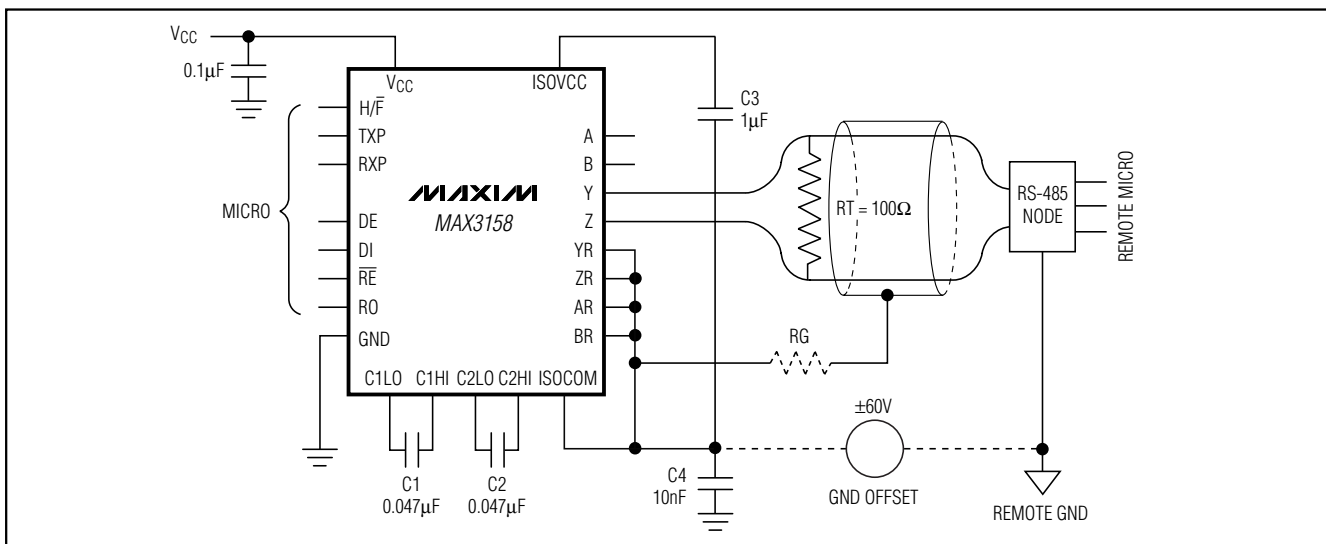 VCC
0.1µF
VCC
ISOVCC
H/F̅
TXP
RXP
MICRO
DE
DI
R̅E̅
RO
GND
MAXIM
MAX3158
A
B
Y
Z
YR
ZR
AR
BR
C1LO
C1HI
C2LO
C2HI
ISOCOM
C1
0.047µF
C2
0.047µF
C3
1µF
RT = 100Ω
RS-485
NODE
REMOTE MICRO
RG
±60V
GND OFFSET
C4
10nF
REMOTE GND